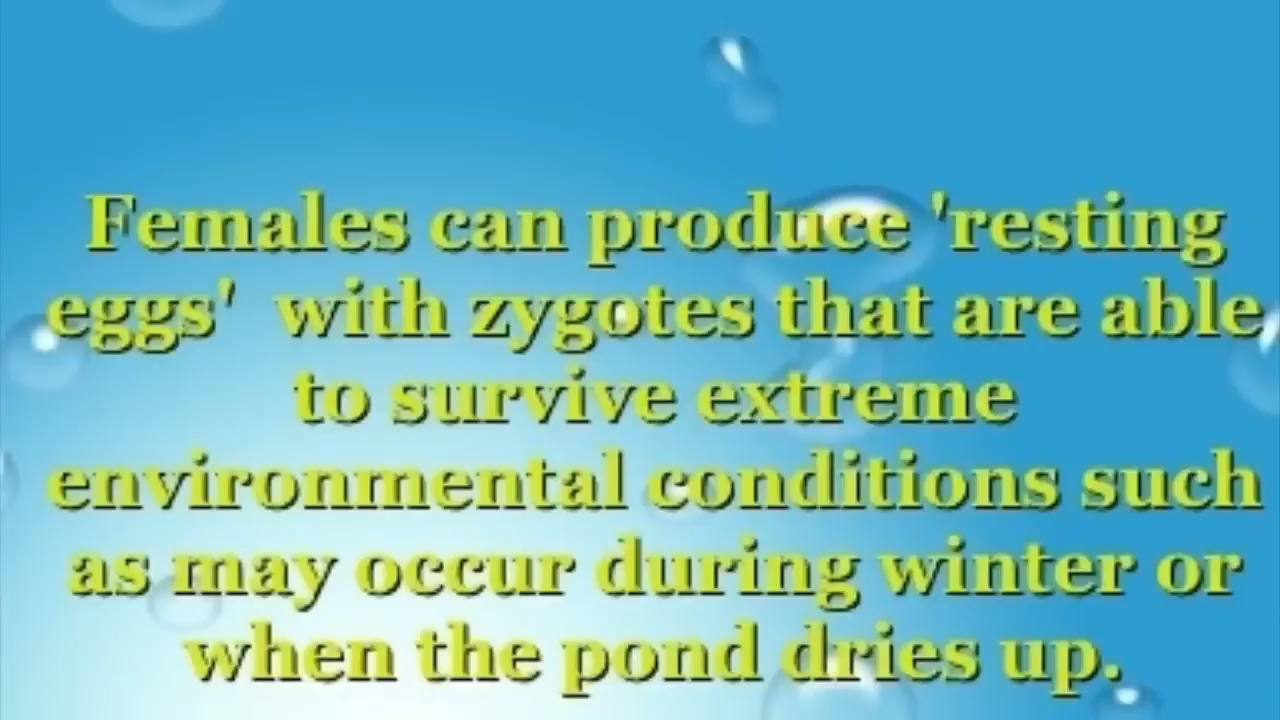 Females can produce 'resting
eggs'  with zygotes that are able
to survive extreme
environmental conditions such
as may occur during winter or
when the pond dries up.